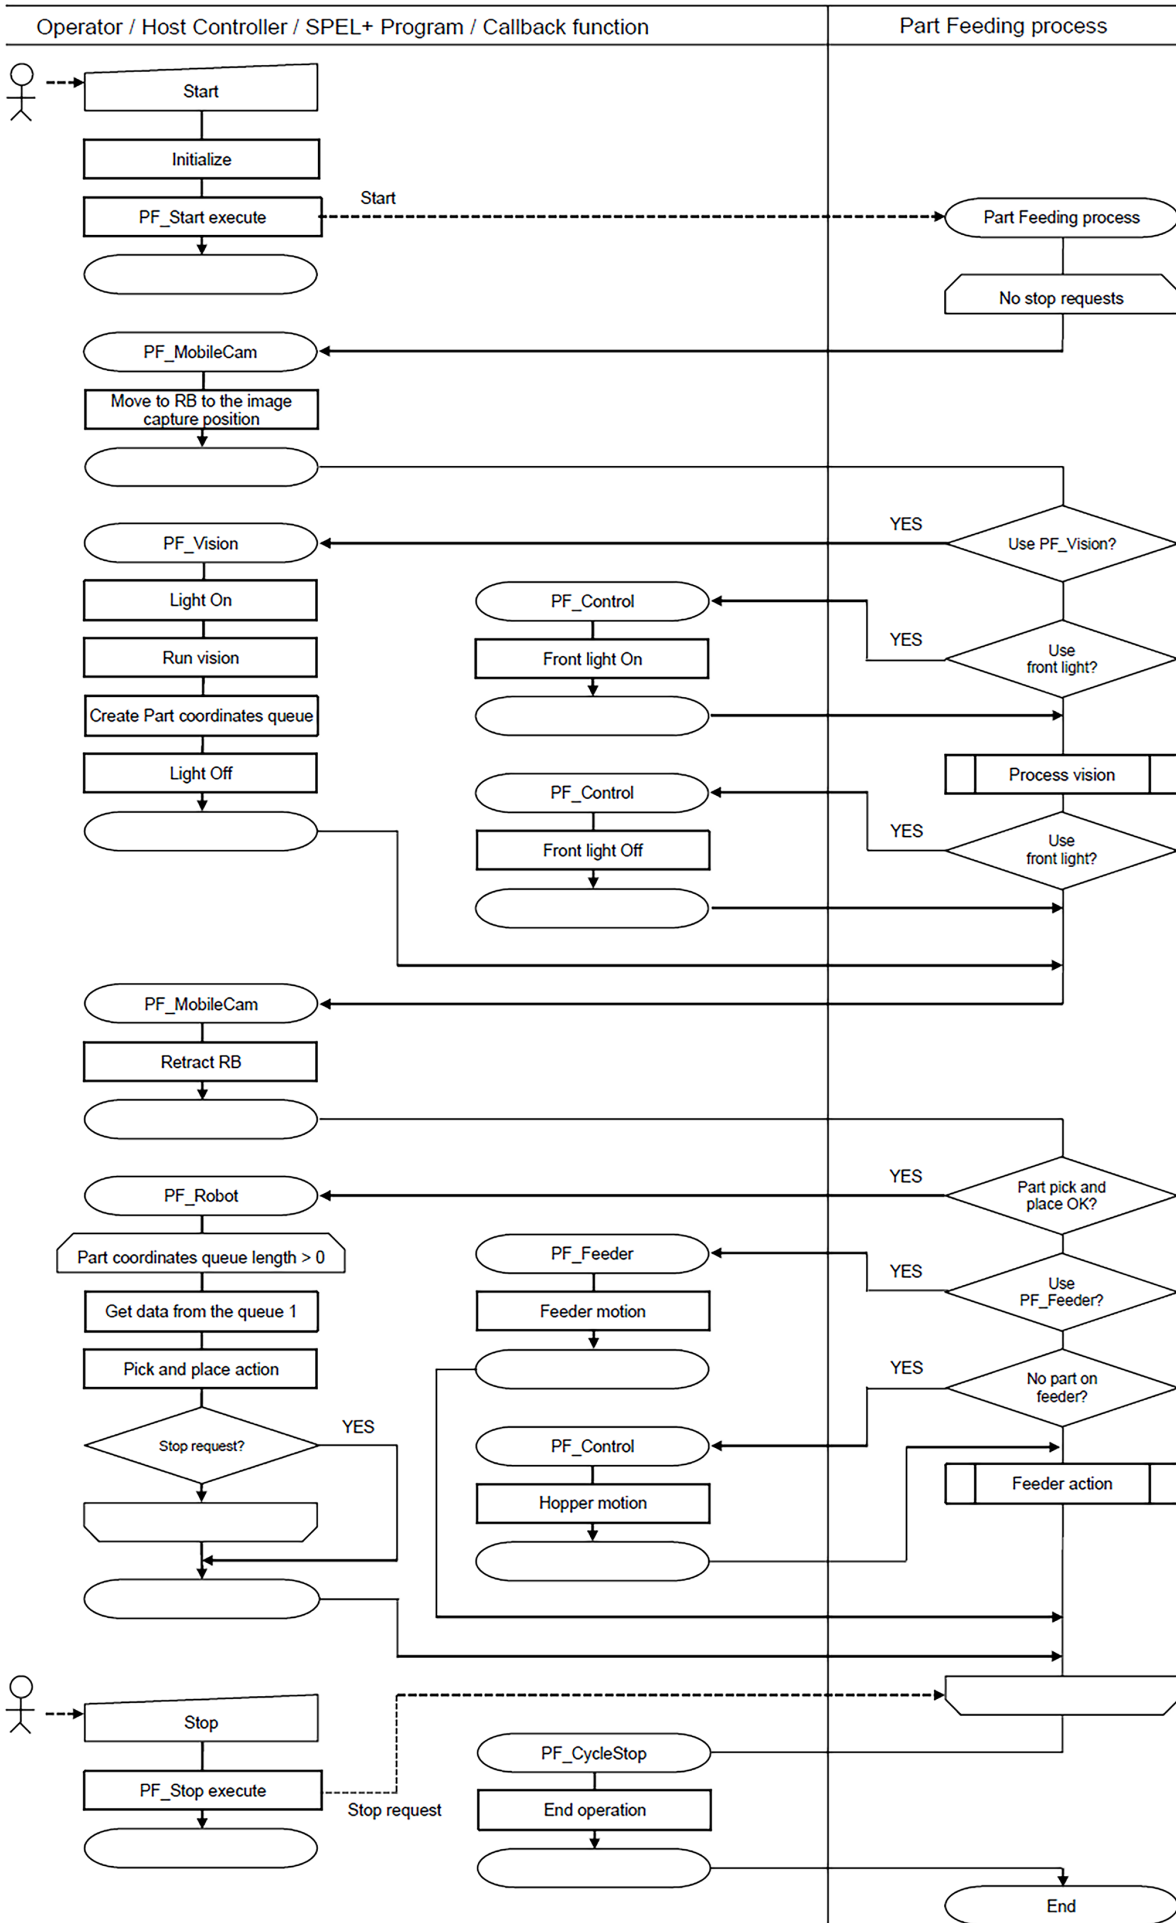 Operator / Host Controller / SPEL+ Program / Callback function
Part Feeding process
Start
Initialize
PF_Start execute
Start
Part Feeding process
No stop requests
PF_MobileCam
Move to RB to the image
capture position
YES
PF_Vision
Use PF_Vision?
Light On
PF_Control
YES
Run vision
Front light On
Use
front light?
Create Part coordinates queue
Light Off
Process vision
PF_Control
YES
Front light Off
Use
front light?
PF_MobileCam
Retract RB
YES
PF_Robot
Part pick and
place OK?
Part coordinates queue length > 0
PF_Feeder
YES
Use
PF_Feeder?
Get data from the queue 1
Feeder motion
Pick and place action
YES
No part on
feeder?
YES
Stop request?
PF_Control
Feeder action
Hopper motion
Stop
PF_CycleStop
PF_Stop execute
Stop request
End operation
End